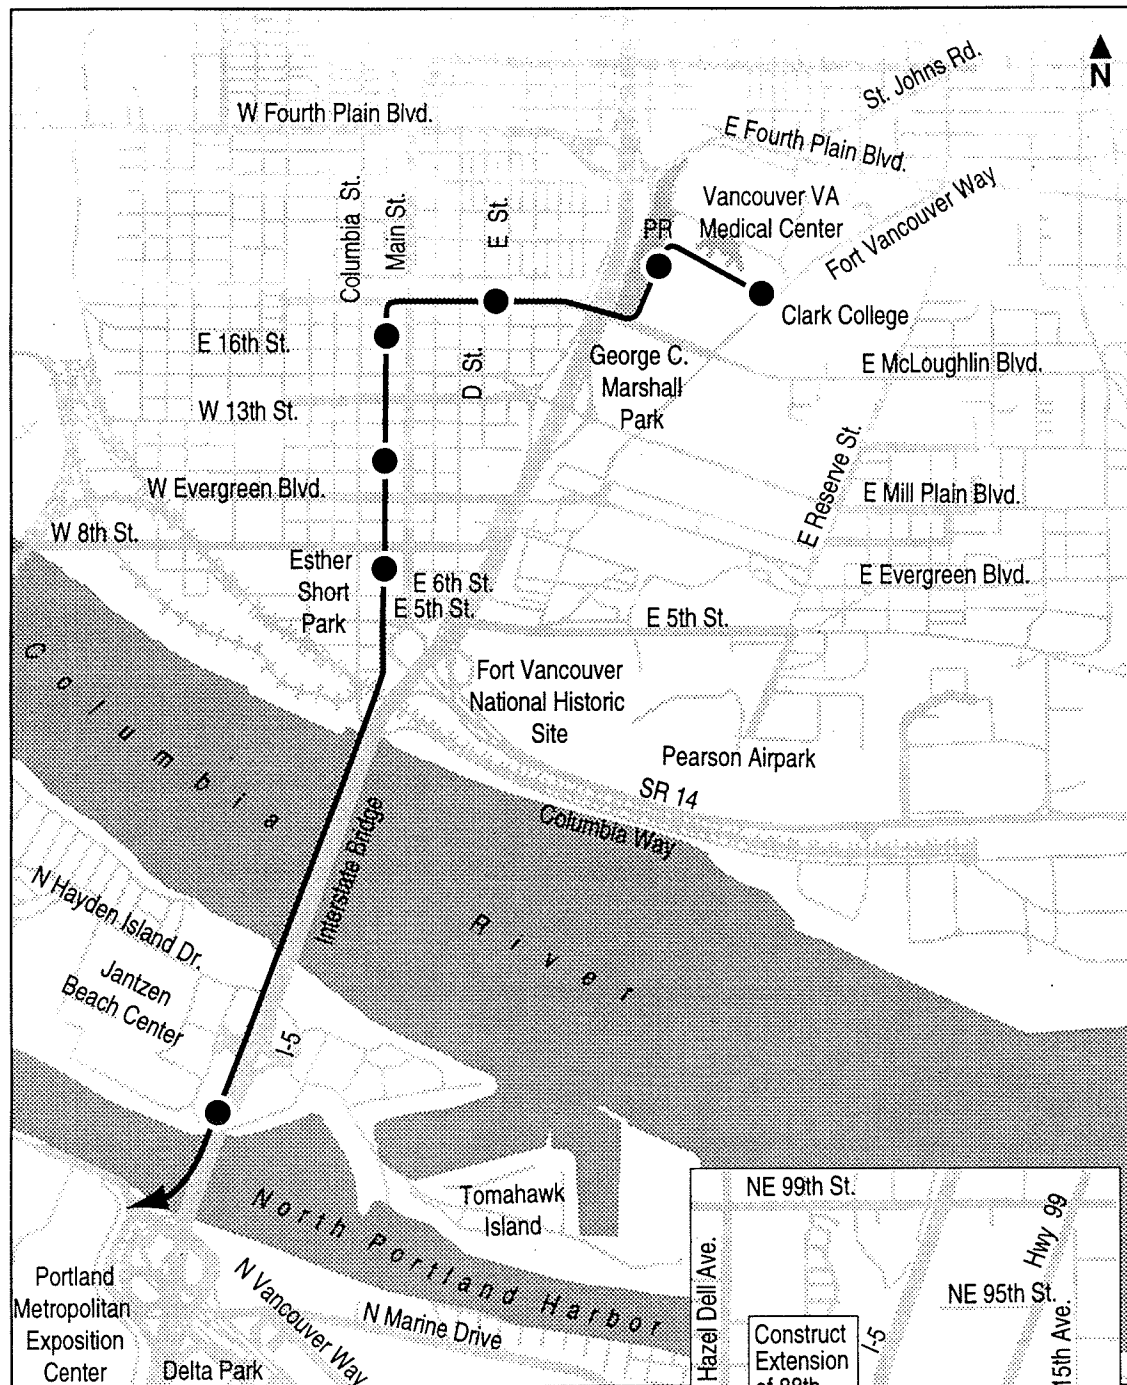 N
St. Johns Rd.
W Fourth Plain Blvd.
E Fourth Plain Blvd.
Columbia St.
Main St.
E St.
PR
Vancouver VA
Medical Center
Fort Vancouver Way
Clark College
E 16th St.
D St.
George C.
Marshall
Park
E McLoughlin Blvd.
W 13th St.
E Reserve St.
W Evergreen Blvd.
E Mill Plain Blvd.
W 8th St.
Esther
Short
Park
E 6th St.
E 5th St.
E Evergreen Blvd.
E 5th St.
Columbia
River
Fort Vancouver
National Historic
Site
Pearson Airpark
SR 14
Columbia Way
Interstate Bridge
N Hayden Island Dr.
Jantzen
Beach Center
I-5
Tomahawk
Island
North Portland Harbor
Portland
Metropolitan
Exposition
Center
N Vancouver Way
N Marine Drive
Delta Park
NE 99th St.
Hazel Dell Ave.
Hwy 99
NE 95th St.
I-5
15th Ave.
Construct
Extension
of 88th